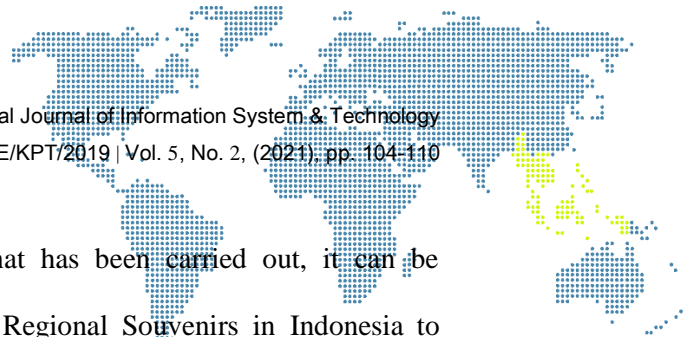 al Journal of Information System & Technology
E/KPT/2019 | Vol. 5, No. 2, (2021), pp. 104-110
hat has been carried out, it can be
Regional Souvenirs in Indonesia to